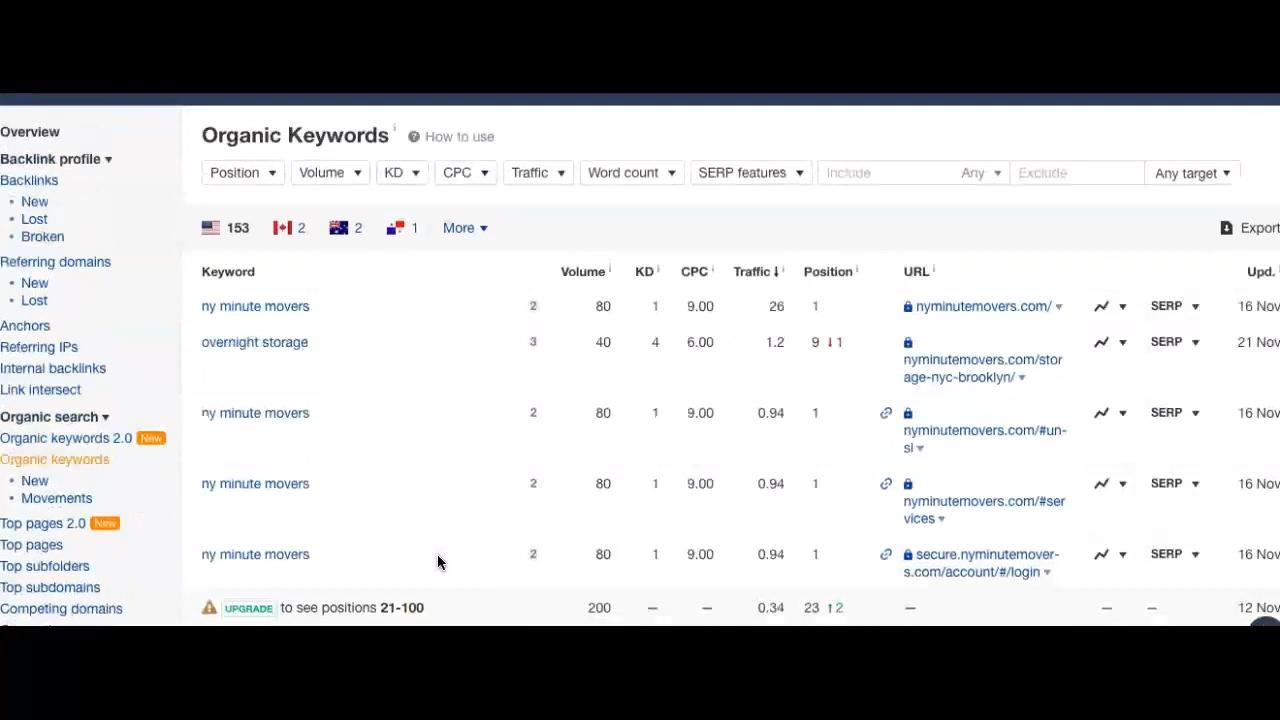 Overview
Backlink profile
Backlinks
New
Lost
Broken
Referring domains
New
Lost
Anchors
Referring IPs
Internal backlinks
Link intersect
Organic search
Organic keywords 2.0 New
Organic keywords
New
Movements
Top pages 2.0 New
Top pages
Top subfolders
Top subdomains
Competing domains
Organic Keywords i ? How to use
Position Volume KD CPC Traffic Word count SERP features Include Any Exclude Any target
153 2 2 1 More Export
Keyword Volume i KD i CPC i Traffic i Position i URL i Upd.
ny minute movers 2 80 1 9.00 26 1 nyminutemovers.com/ SERP 16 Nov
overnight storage 3 40 4 6.00 1.2 9 ↓1 SERP 21 Nov
nyminutemovers.com/stor
age-nyc-brooklyn/
ny minute movers 2 80 1 9.00 0.94 1 SERP 16 Nov
nyminutemovers.com/#un-
si
ny minute movers 2 80 1 9.00 0.94 1 SERP 16 Nov
nyminutemovers.com/#ser
vices
ny minute movers 2 80 1 9.00 0.94 1 secure.nyminutemover- SERP 16 Nov
s.com/account/#/login
UPGRADE to see positions 21-100 200 — — 0.34 23 ↑2 — — — 12 Nov